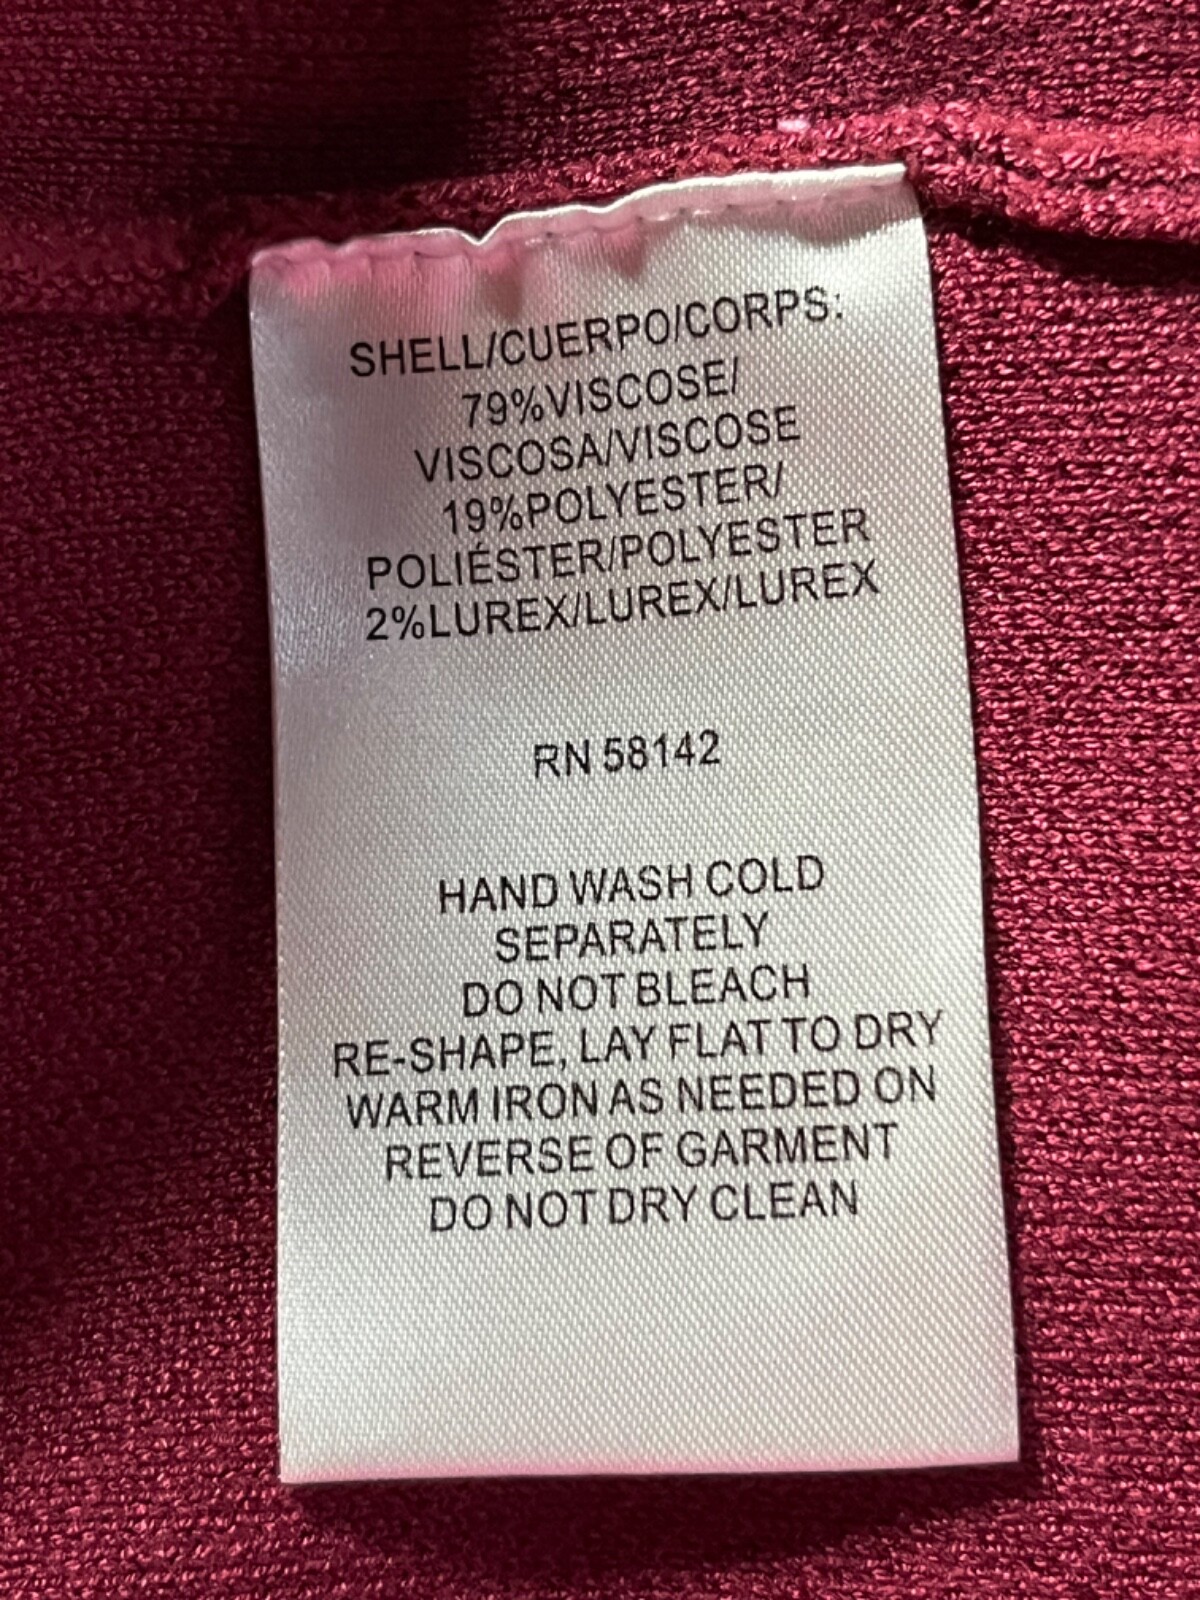 SHELL/CUERPO/CORPS:
79%VISCOSE/
VISCOSA/VISCOSE
19%POLYESTER/
POLIÉSTER/POLYESTER
2%LUREX/LUREX/LUREX
RN 58142
HAND WASH COLD
SEPARATELY
DO NOT BLEACH
RE-SHAPE, LAY FLAT TO DRY
WARM IRON AS NEEDED ON
REVERSE OF GARMENT
DO NOT DRY CLEAN